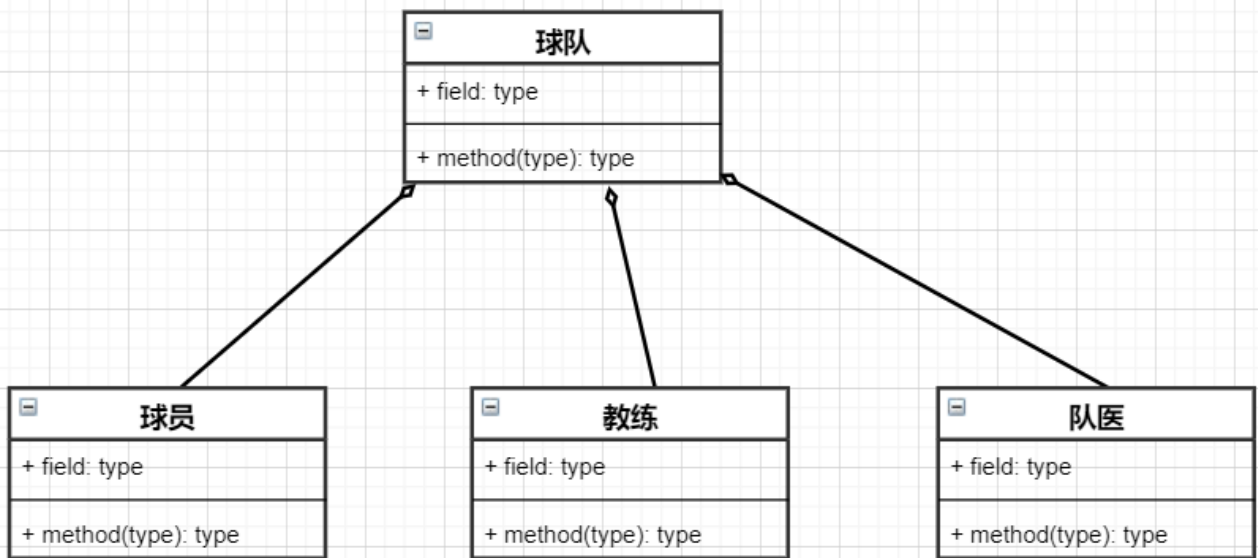 球队
+ field: type
+ method(type): type
球员
+ field: type
+ method(type): type
教练
+ field: type
+ method(type): type
队医
+ field: type
+ method(type): type